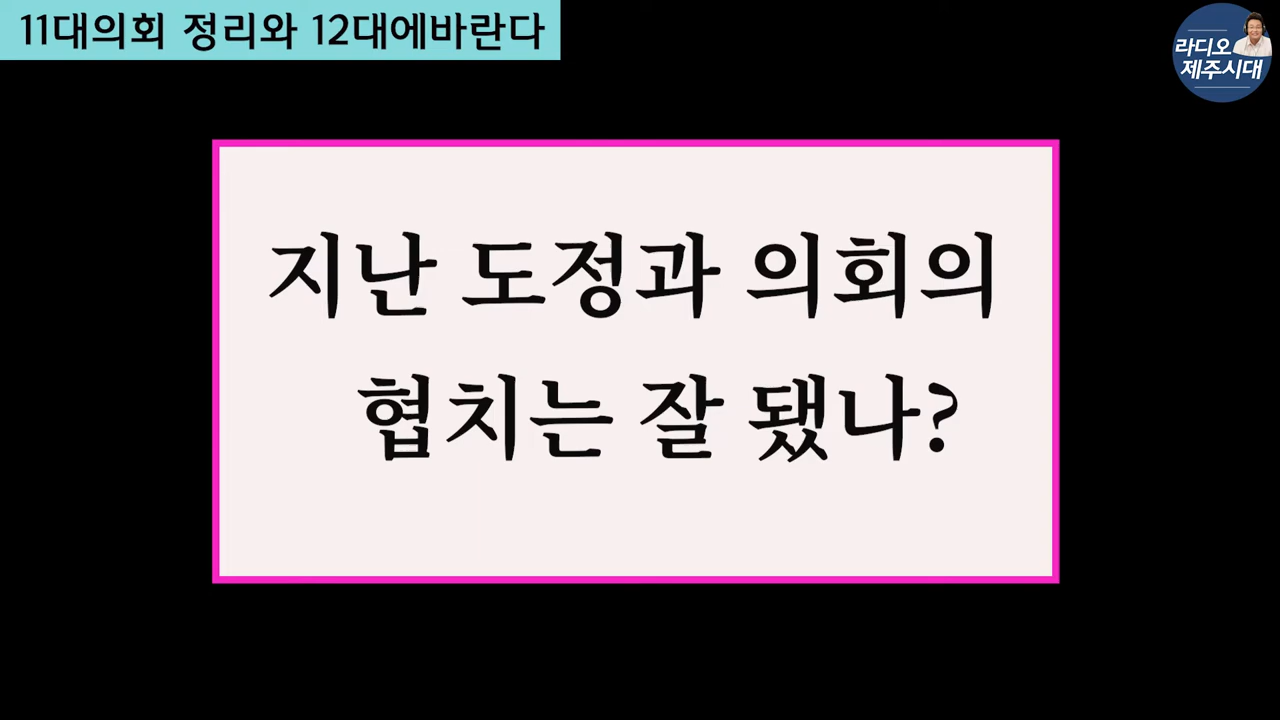 11대의회 정리와 12대에바란다
라디오
제주시대
지난 도정과 의회의
협치는 잘 됐나?